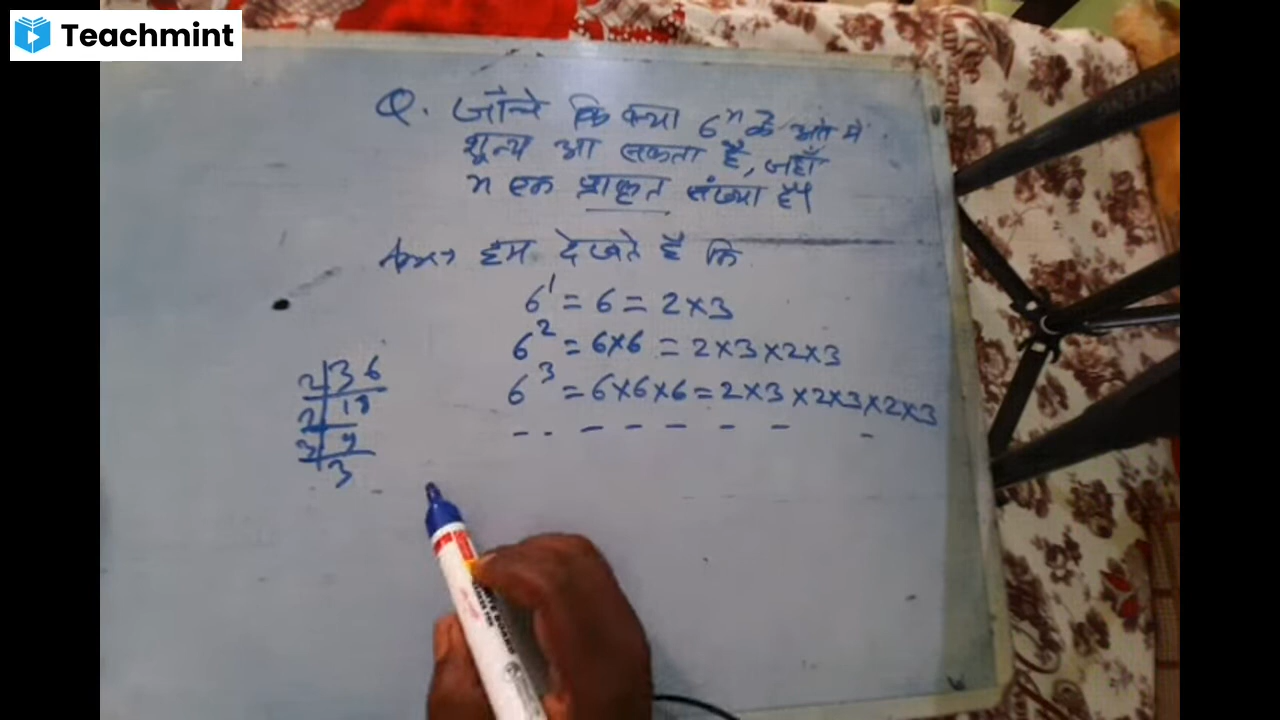 Teachmint
Q. जाँचे कि क्या 6ⁿ के अंत में
शून्य आ सकता है, जहाँ
n एक प्राकृत संख्या है।
Ans→ हम देखते है कि
6¹ = 6 = 2×3
6² = 6×6 = 2×3×2×3
6³ = 6×6×6 = 2×3×2×3×2×3
2 | 36
2 | 18
3 | 9
3